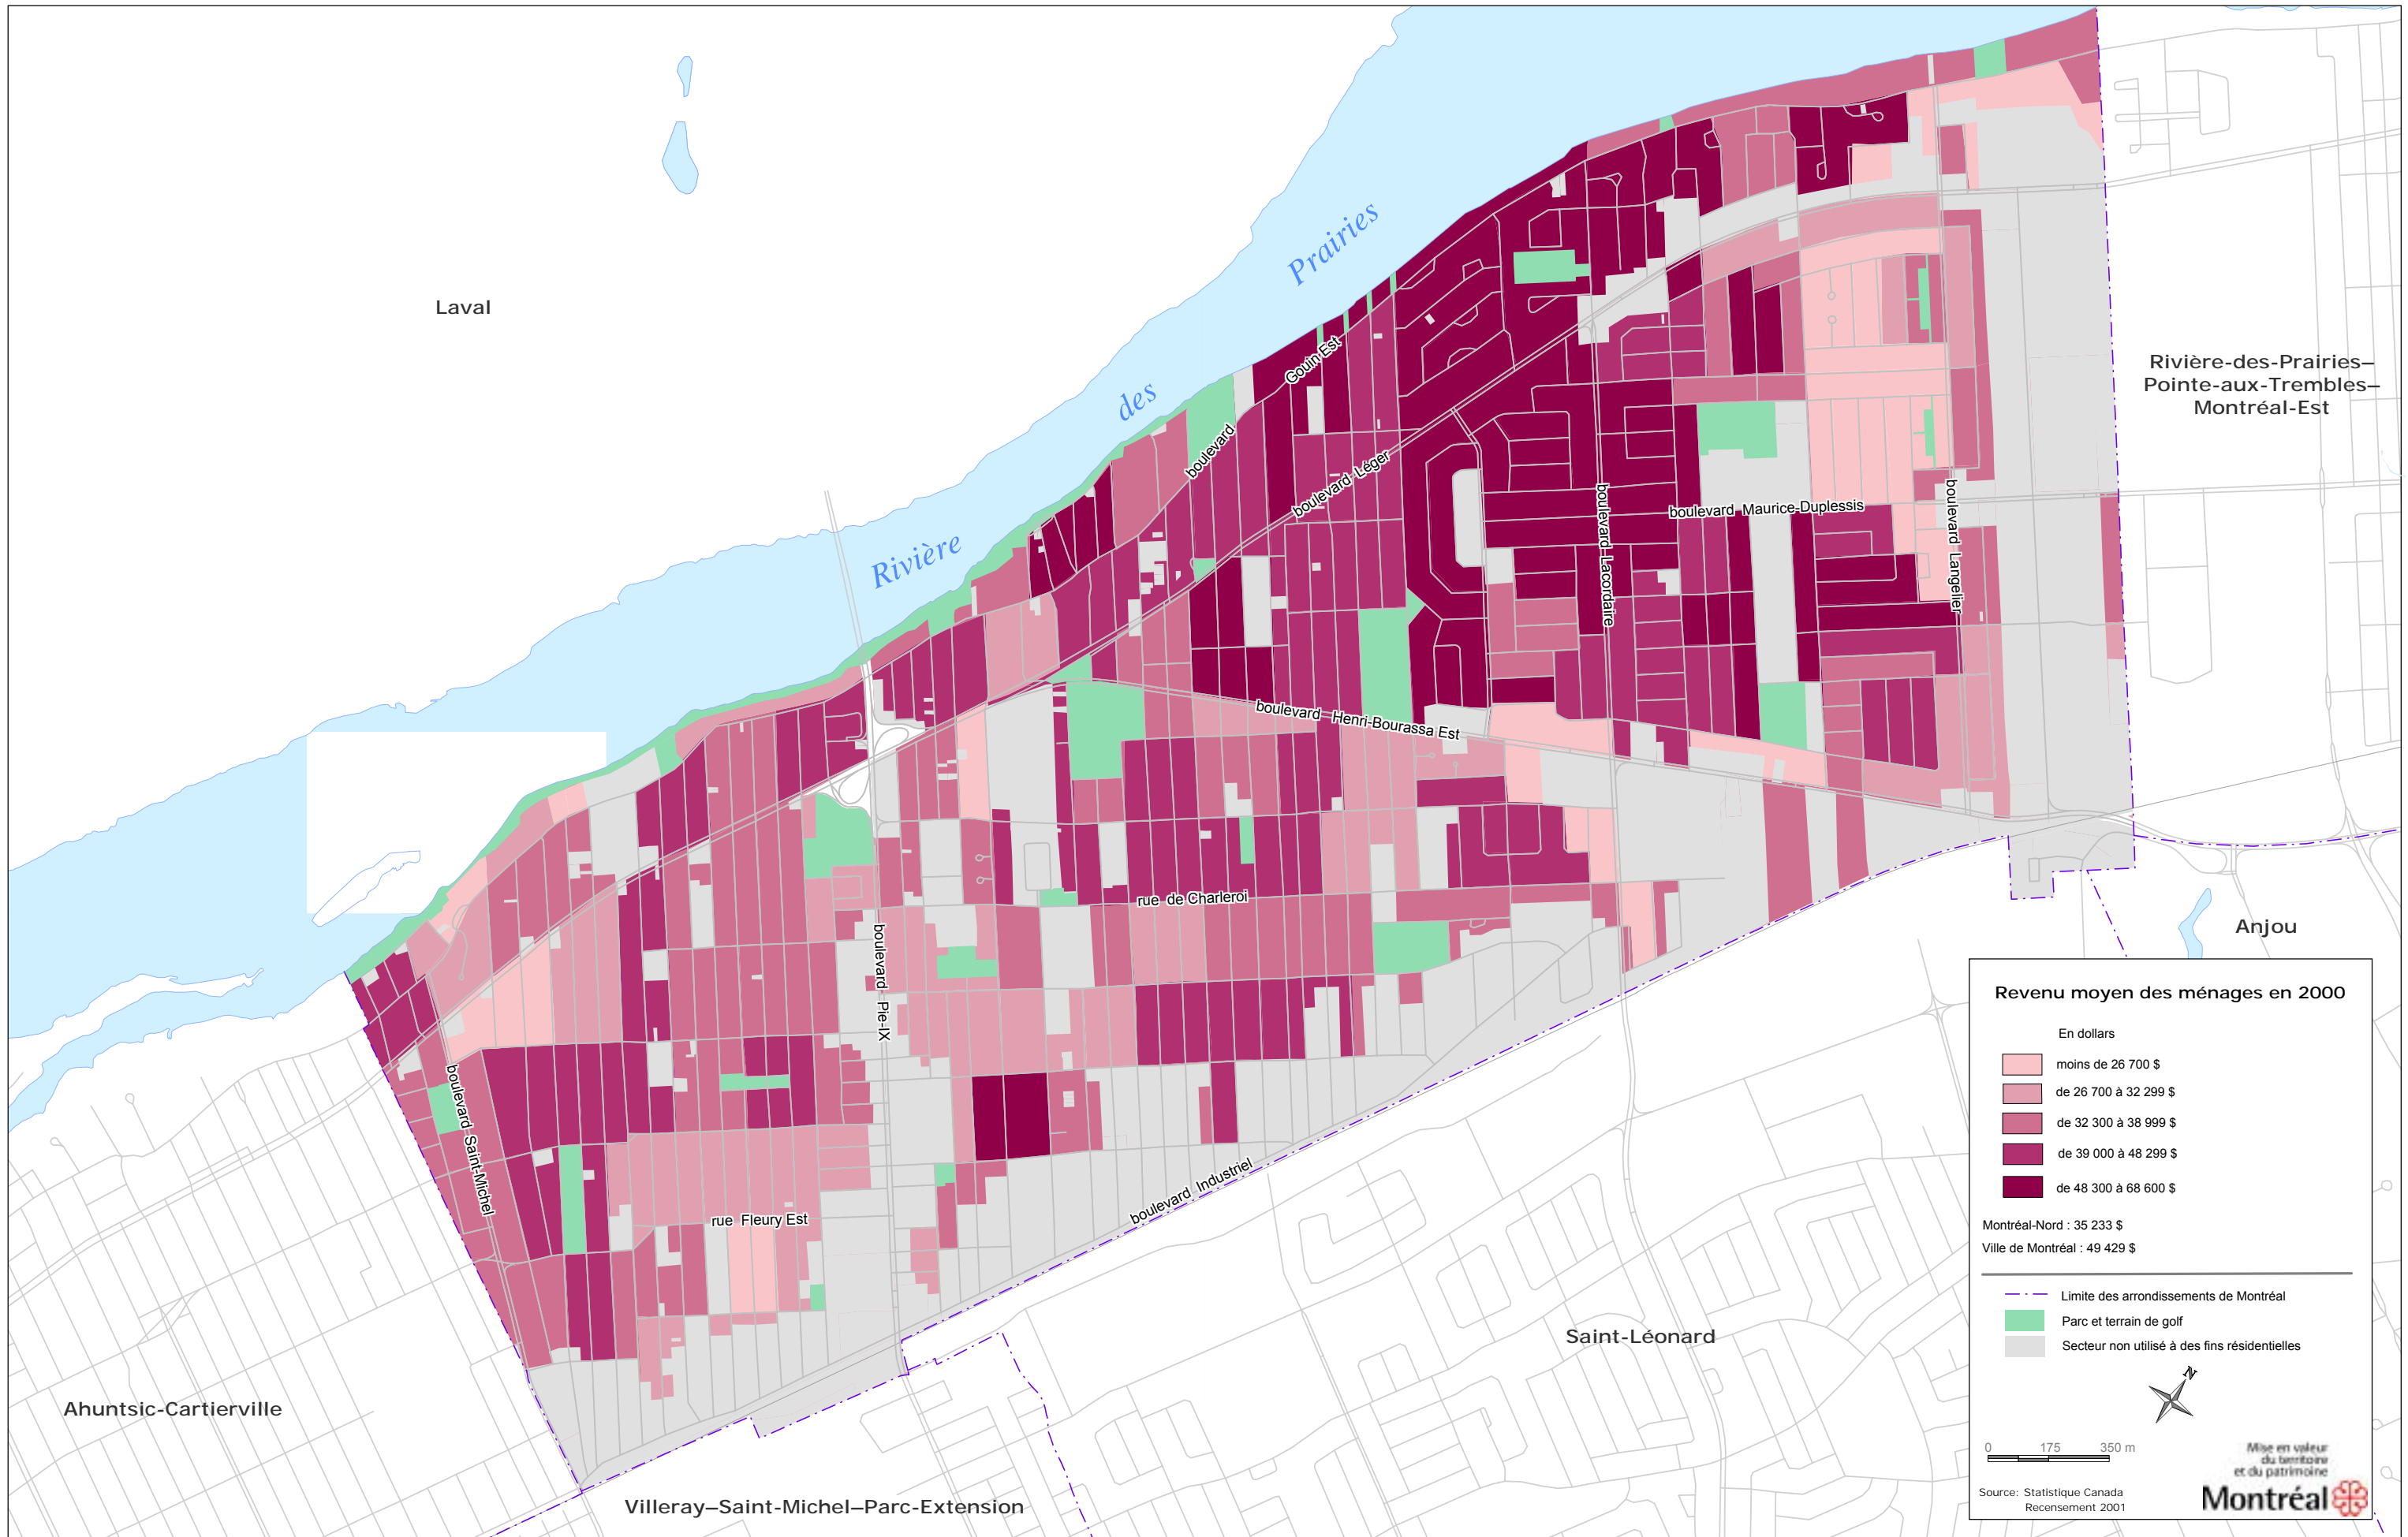 Laval
Rivière des Prairies
Rivière-des-Prairies–
Pointe-aux-Trembles–
Montréal-Est
boulevard Gouin Est
boulevard Léger
boulevard Lacordaire
boulevard Maurice-Duplessis
boulevard Langelier
boulevard Henri-Bourassa Est
rue de Charleroi
boulevard Pie-IX
boulevard Saint-Michel
rue Fleury Est
boulevard Industriel
Anjou
Saint-Léonard
Ahuntsic-Cartierville
Villeray–Saint-Michel–Parc-Extension
Revenu moyen des ménages en 2000
En dollars
moins de 26 700 $
de 26 700 à 32 299 $
de 32 300 à 38 999 $
de 39 000 à 48 299 $
de 48 300 à 68 600 $
Montréal-Nord : 35 233 $
Ville de Montréal : 49 429 $
Limite des arrondissements de Montréal
Parc et terrain de golf
Secteur non utilisé à des fins résidentielles
N
0 175 350 m
Mise en valeur
du territoire
et du patrimoine
Montréal
Source: Statistique Canada
Recensement 2001